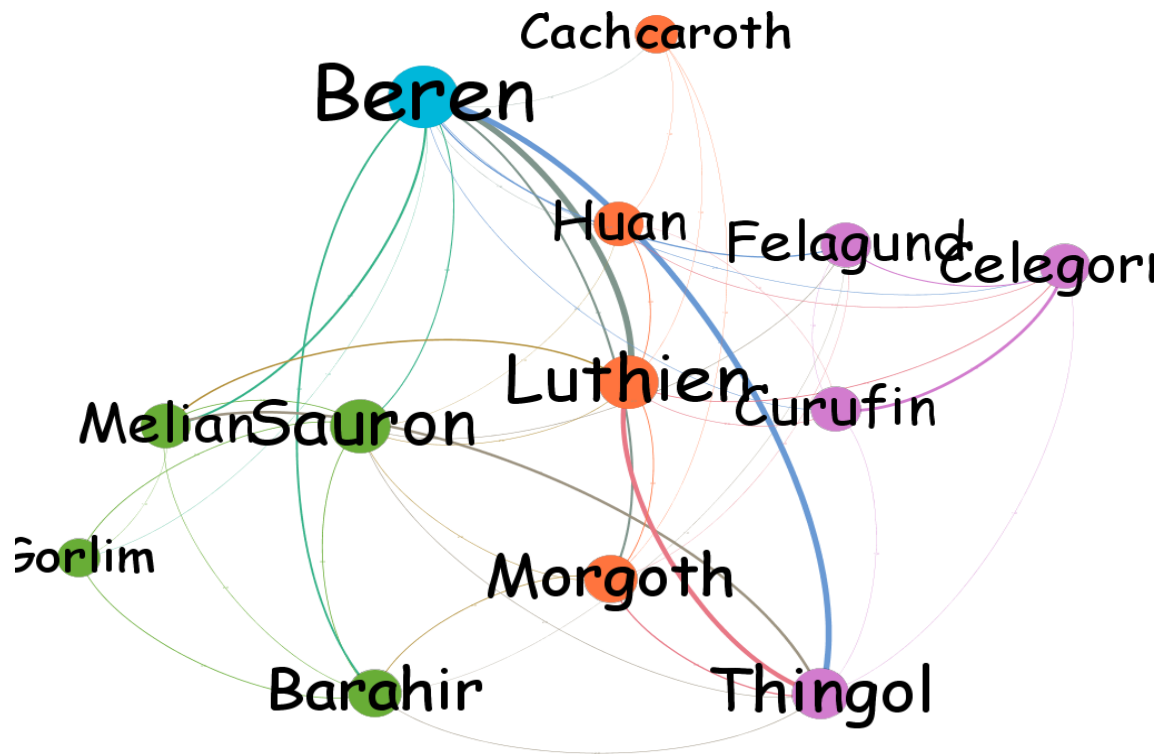 Cachcaroth
Beren
Huan
Felagund
Celegorm
Luthien
Curufin
Melian
Sauron
Gorlim
Morgoth
Barahir
Thingol